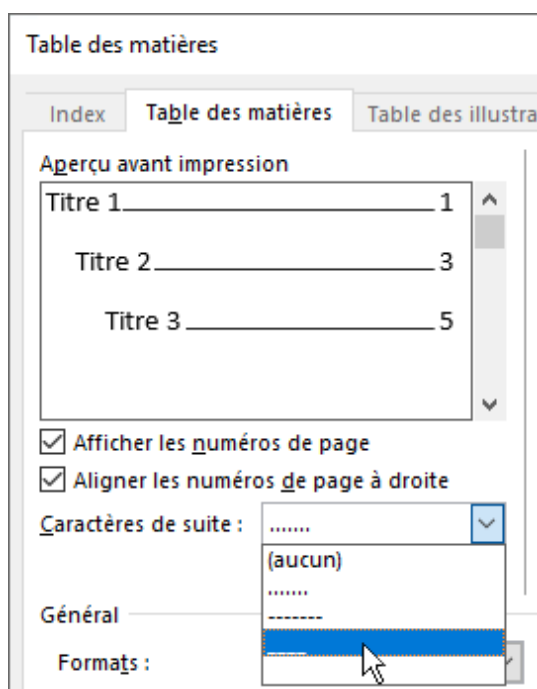 Table des matières
Index Table des matières Table des illustra
Aperçu avant impression
Titre 1 1
Titre 2 3
Titre 3 5
Afficher les numéros de page
Aligner les numéros de page à droite
Caractères de suite : .......
(aucun)
.......
-------
____
Général
Formats :